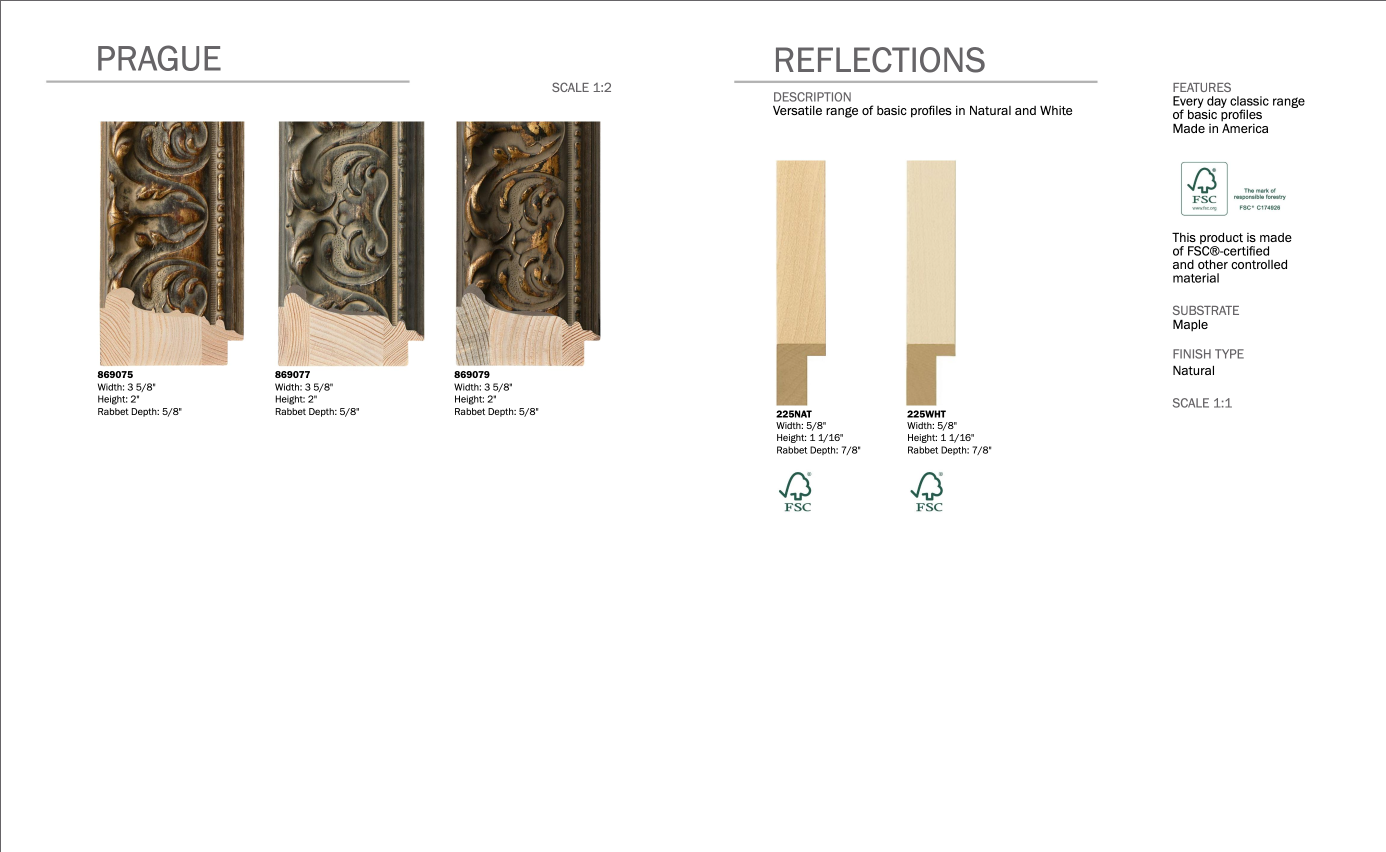 PRAGUE
SCALE 1:2
869075
Width: 3 5/8"
Height: 2"
Rabbet Depth: 5/8"
869077
Width: 3 5/8"
Height: 2"
Rabbet Depth: 5/8"
869079
Width: 3 5/8"
Height: 2"
Rabbet Depth: 5/8"
REFLECTIONS
DESCRIPTION
Versatile range of basic profiles in Natural and White
225NAT
Width: 5/8"
Height: 1 1/16"
Rabbet Depth: 7/8"
FSC
225WHT
Width: 5/8"
Height: 1 1/16"
Rabbet Depth: 7/8"
FSC
FEATURES
Every day classic range
of basic profiles
Made in America
FSC
www.fsc.org
The mark of
responsible forestry
FSC® C174926
This product is made
of FSC®-certified
and other controlled
material
SUBSTRATE
Maple
FINISH TYPE
Natural
SCALE 1:1